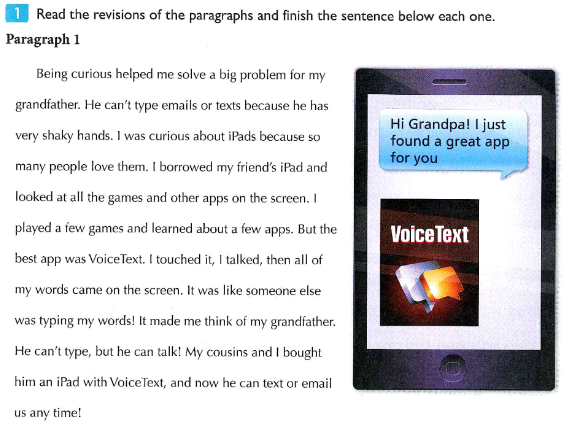 1 Read the revisions of the paragraphs and finish the sentence below each one.
Paragraph 1
Being curious helped me solve a big problem for my
grandfather. He can't type emails or texts because he has
very shaky hands. I was curious about iPads because so
many people love them. I borrowed my friend's iPad and
looked at all the games and other apps on the screen. I
played a few games and learned about a few apps. But the
best app was VoiceText. I touched it, I talked, then all of
my words came on the screen. It was like someone else
was typing my words! It made me think of my grandfather.
He can't type, but he can talk! My cousins and I bought
him an iPad with VoiceText, and now he can text or email
us any time!
Hi Grandpa! I just
found a great app
for you
VoiceText